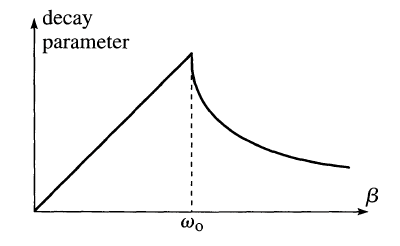 decay
parameter
β
ω₀